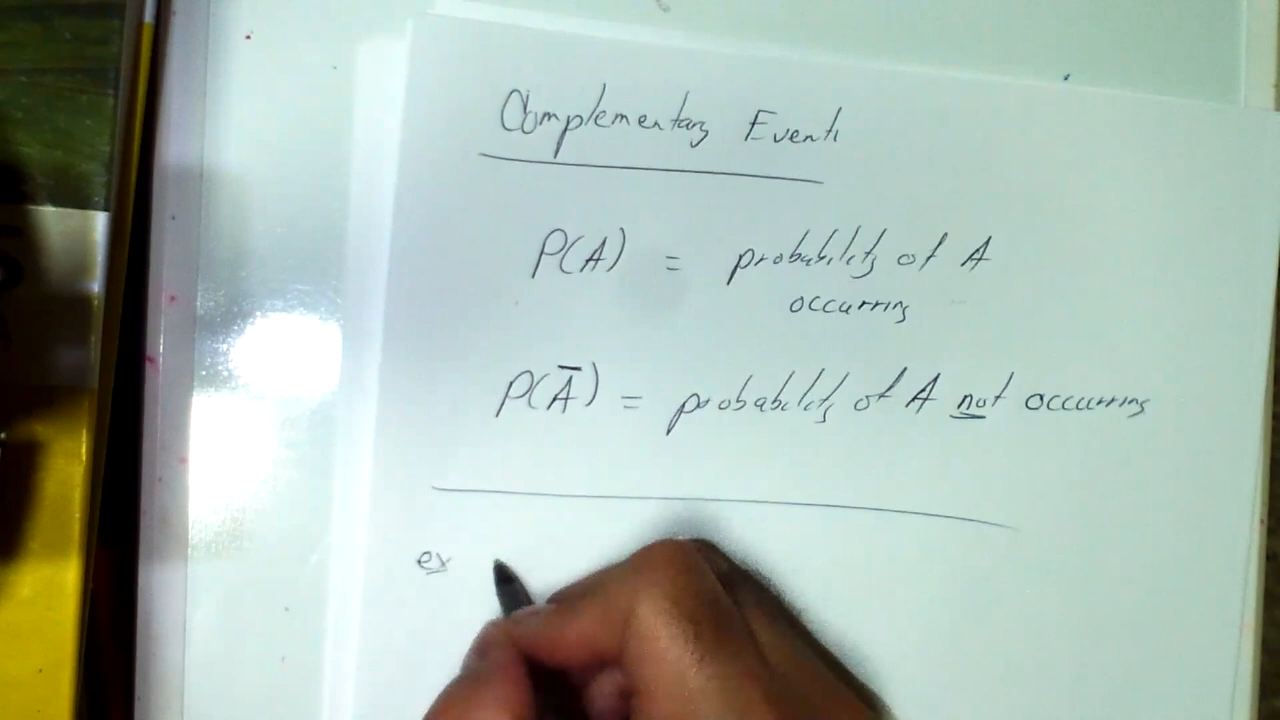 Complementary Events
P(A) = probability of A
occurring
P(Ā) = probability of A not occurring
ex